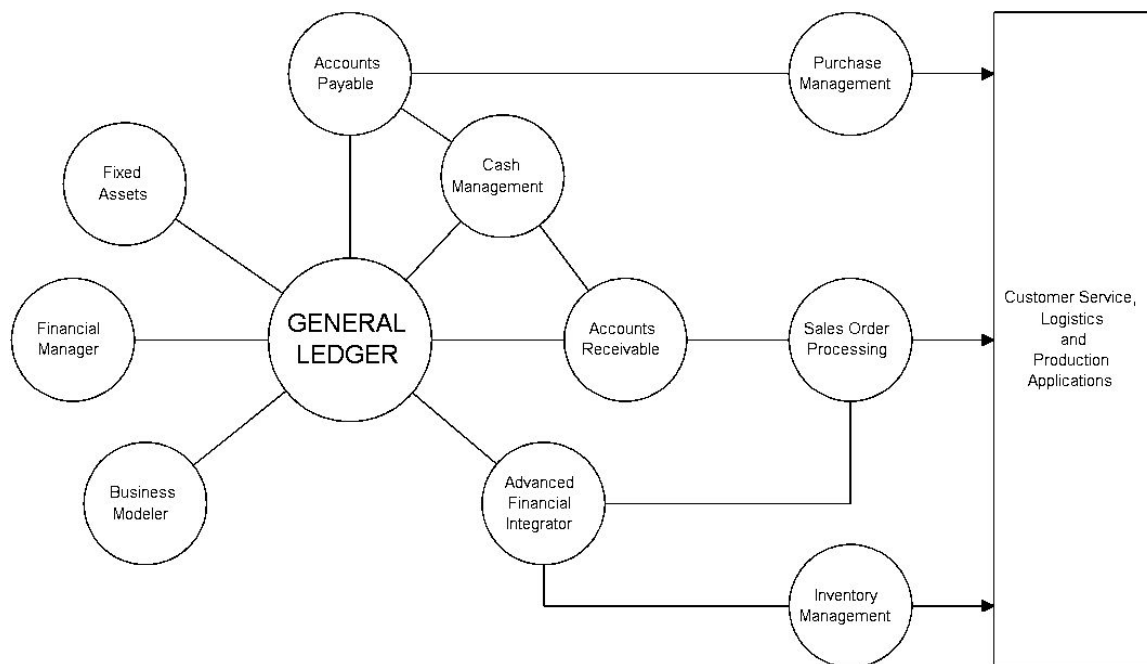 Accounts
Payable
Purchase
Management
Cash
Management
Fixed
Assets
GENERAL
LEDGER
Financial
Manager
Accounts
Receivable
Sales Order
Processing
Customer Service,
Logistics
and
Production
Applications
Business
Modeler
Advanced
Financial
Integrator
Inventory
Management